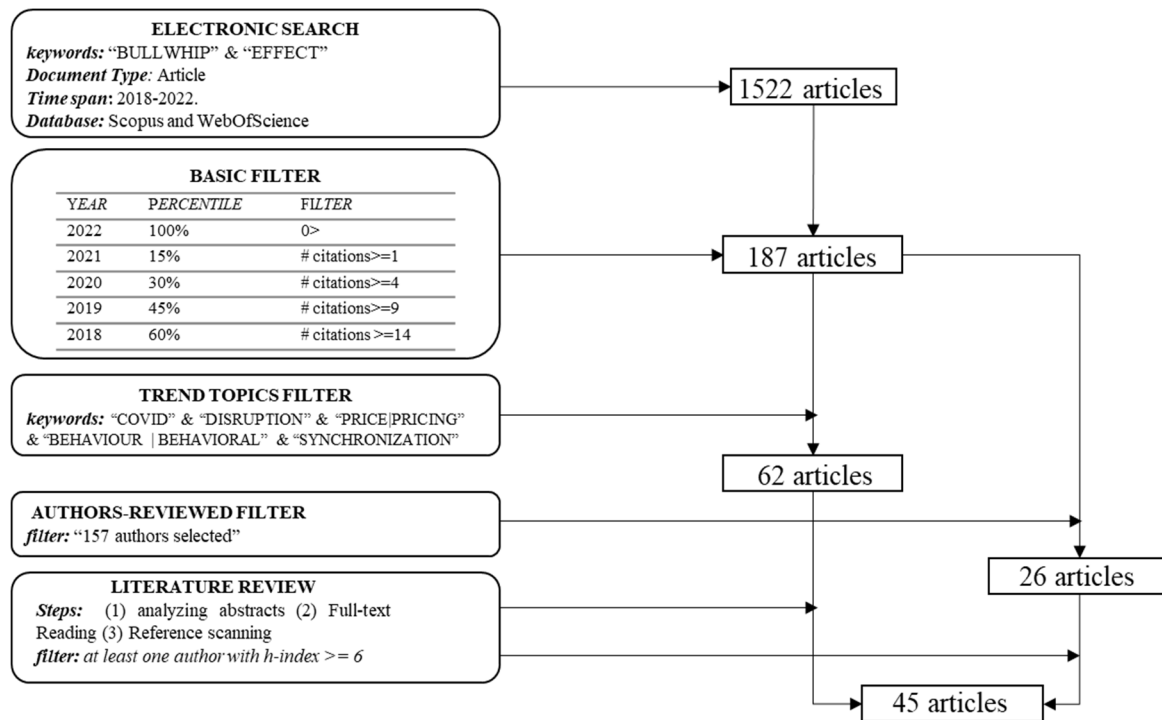 ELECTRONIC SEARCH
keywords: “BULLWHIP” & “EFFECT”
Document Type: Article
Time span: 2018-2022.
Database: Scopus and WebOfScience
1522 articles
BASIC FILTER
YEAR PERCENTILE FILTER
2022 100% 0>
2021 15% # citations>=1
2020 30% # citations>=4
2019 45% # citations>=9
2018 60% # citations >=14
187 articles
TREND TOPICS FILTER
keywords: “COVID” & “DISRUPTION” & “PRICE|PRICING”
& “BEHAVIOUR | BEHAVIORAL” & “SYNCHRONIZATION”
62 articles
AUTHORS-REVIEWED FILTER
filter: “157 authors selected”
26 articles
LITERATURE REVIEW
Steps: (1) analyzing abstracts (2) Full-text
Reading (3) Reference scanning
filter: at least one author with h-index >= 6
45 articles